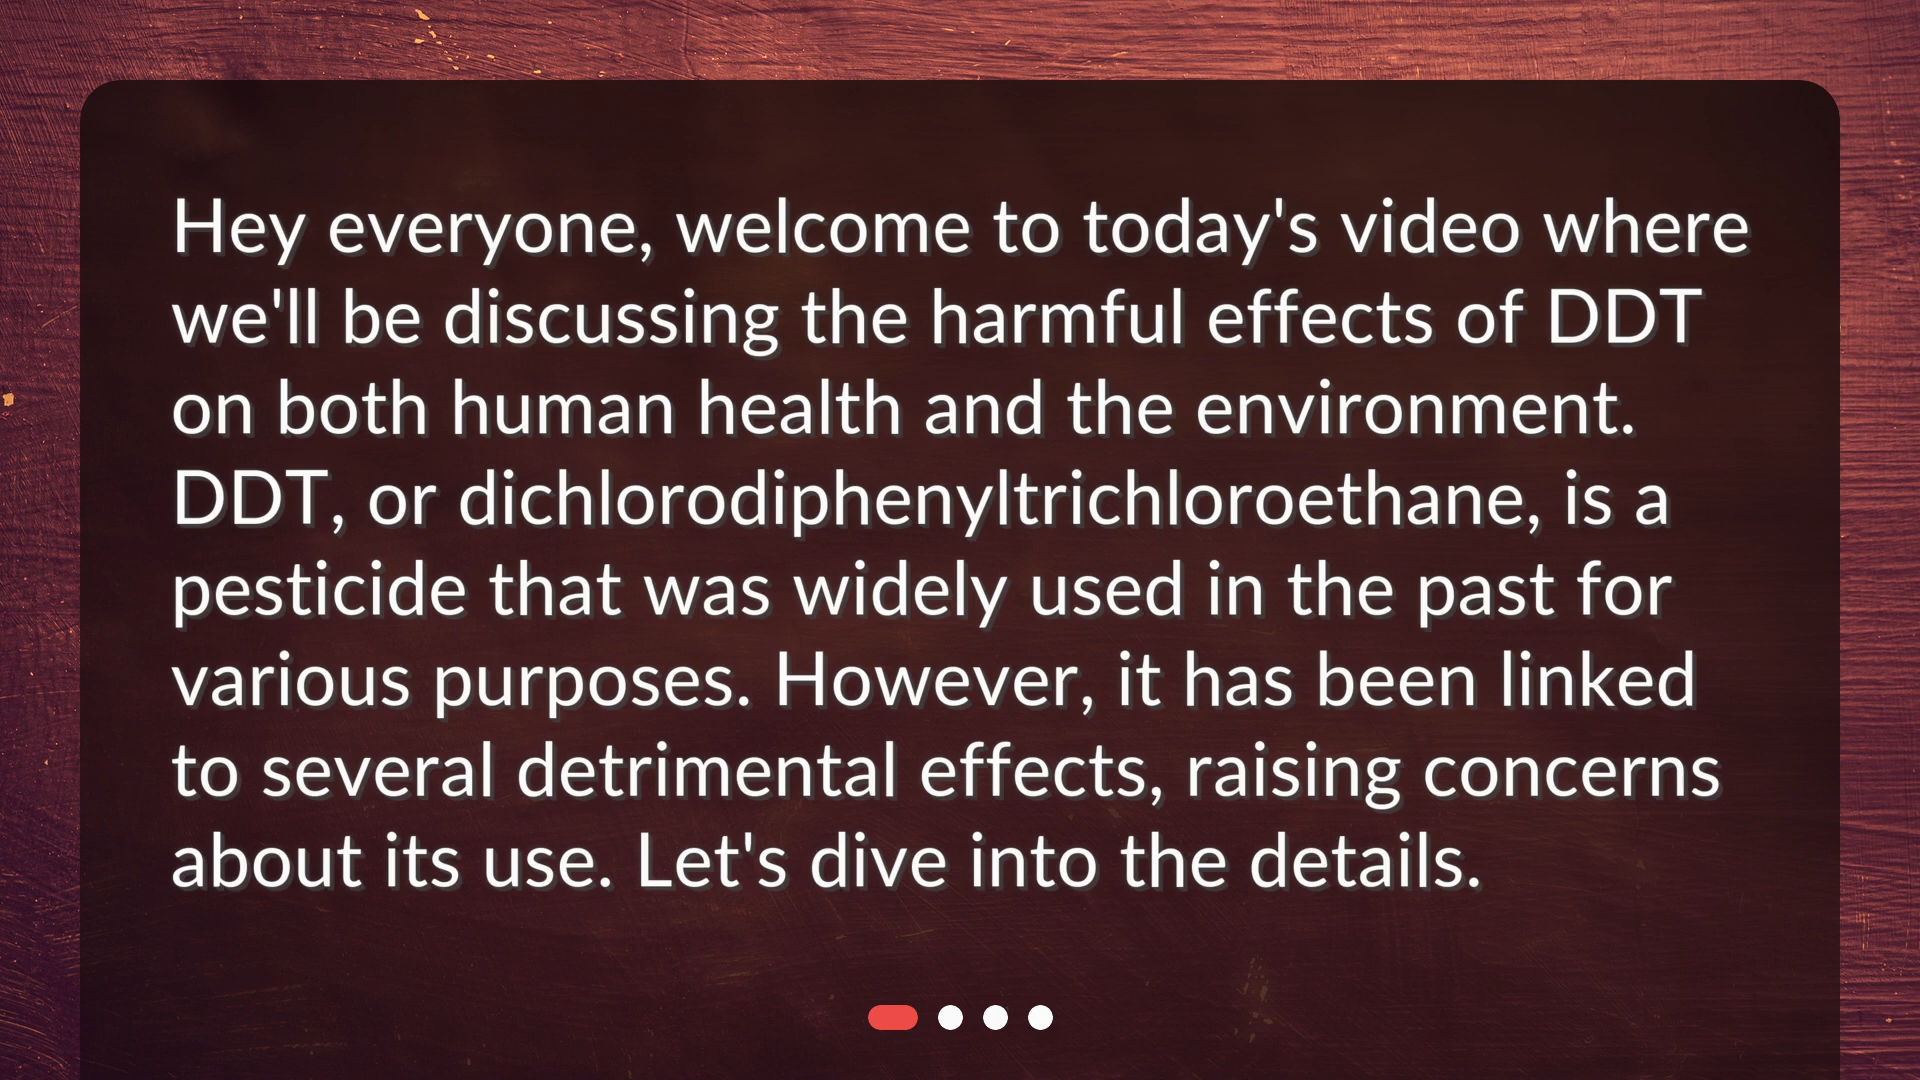 Hey everyone, welcome to today's video where
we'll be discussing the harmful effects of DDT
on both human health and the environment.
DDT, or dichlorodiphenyltrichloroethane, is a
pesticide that was widely used in the past for
various purposes. However, it has been linked
to several detrimental effects, raising concerns
about its use. Let's dive into the details.